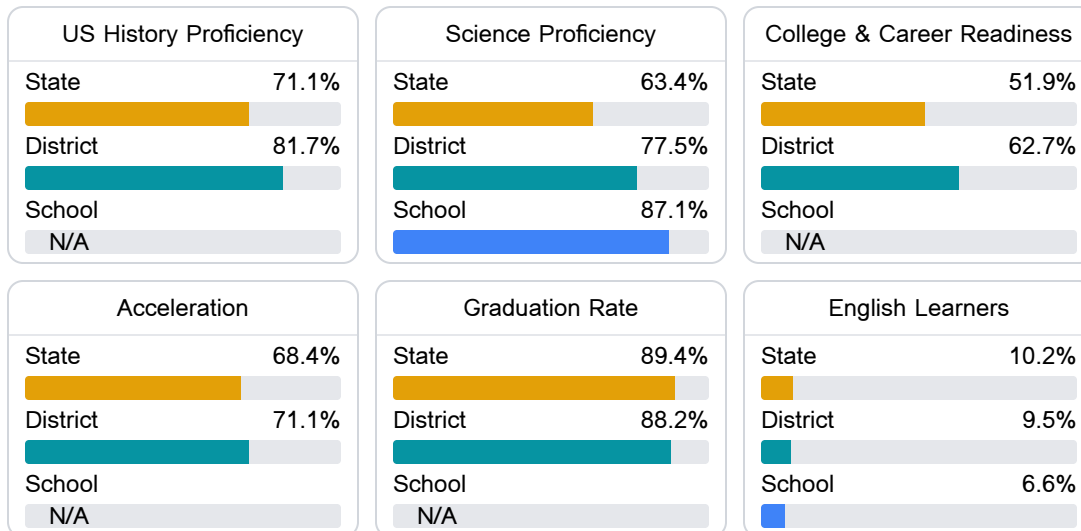 US History Proficiency
State 71.1%
District 81.7%
School
N/A
Science Proficiency
State 63.4%
District 77.5%
School 87.1%
College & Career Readiness
State 51.9%
District 62.7%
School
N/A
Acceleration
State 68.4%
District 71.1%
School
N/A
Graduation Rate
State 89.4%
District 88.2%
School
N/A
English Learners
State 10.2%
District 9.5%
School 6.6%